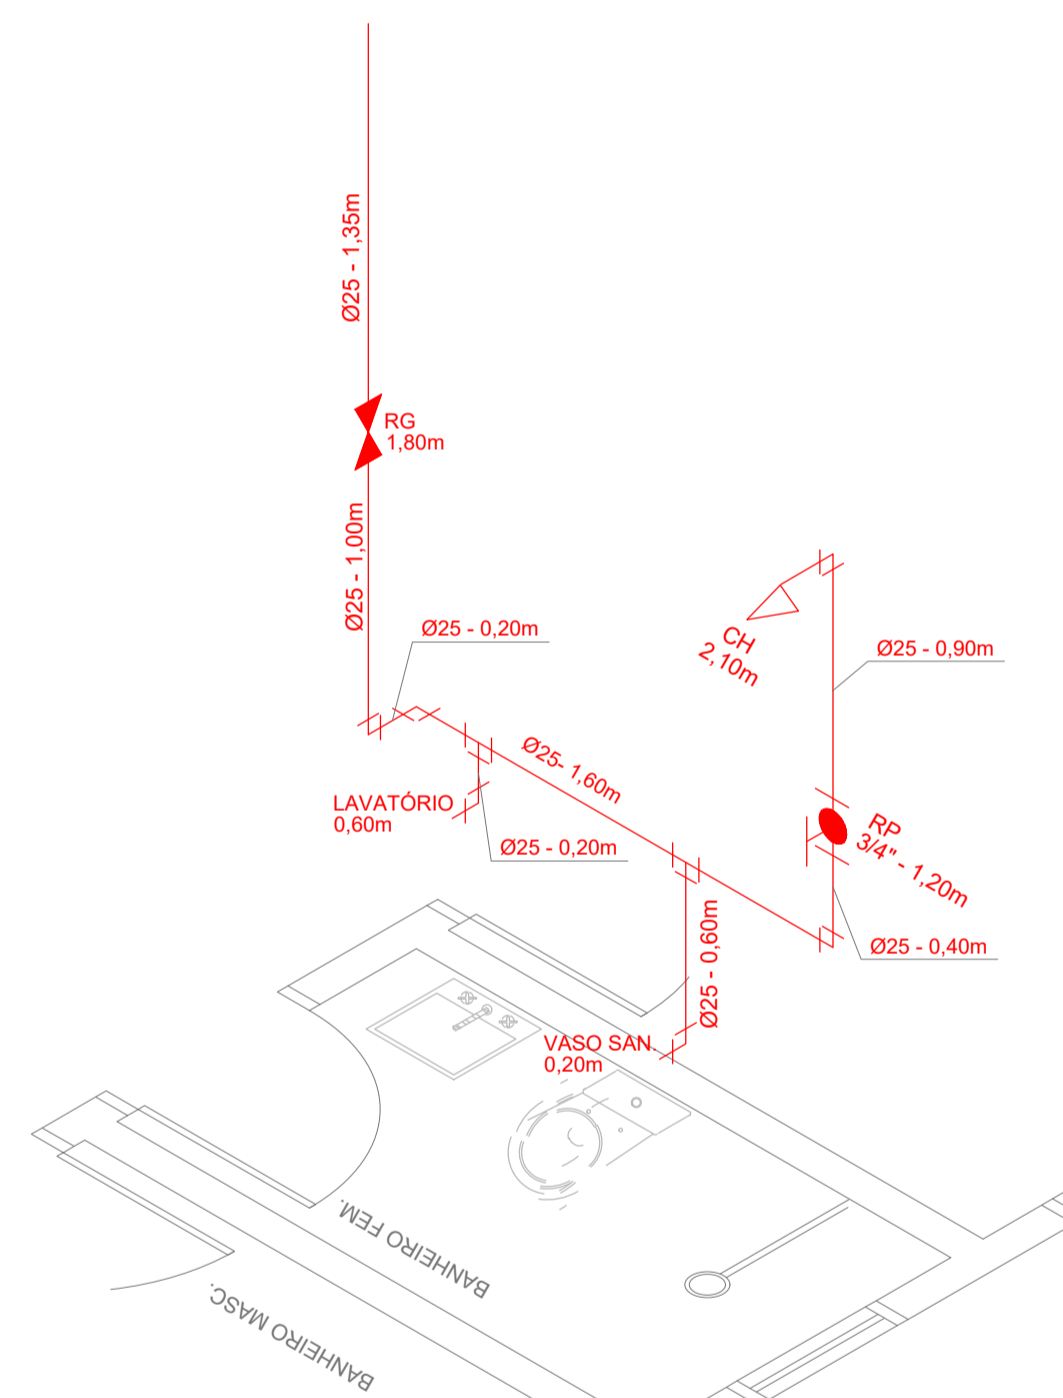 Ø25 - 1,35m
RG
1,80m
Ø25 - 1,00m
Ø25 - 0,20m
CH
2,10m
Ø25 - 0,90m
Ø25- 1,60m
LAVATÓRIO
0,60m
Ø25 - 0,20m
RP
3/4" - 1,20m
Ø25 - 0,40m
Ø25 - 0,60m
VASO SAN.
0,20m
BANHEIRO FEM.
BANHEIRO MASC.